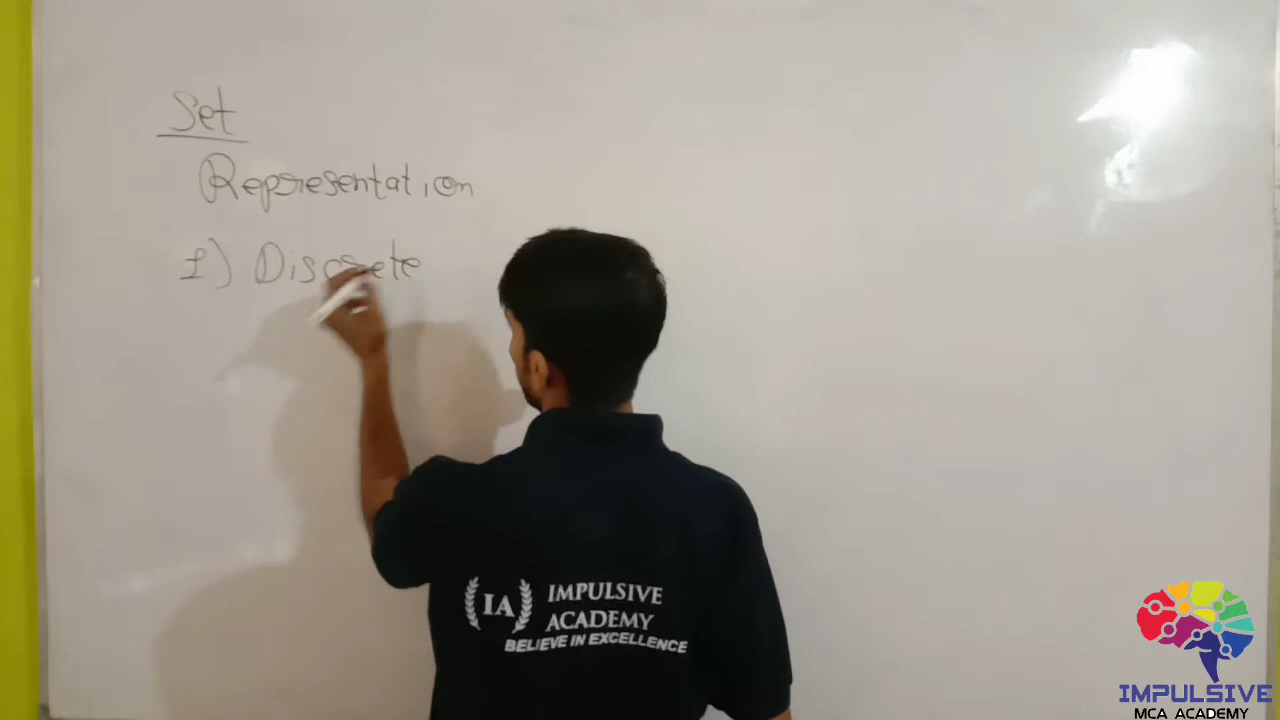 Set
Representation
1) Discrete
IA
IMPULSIVE
ACADEMY
BELIEVE IN EXCELLENCE
IMPULSIVE
MCA ACADEMY